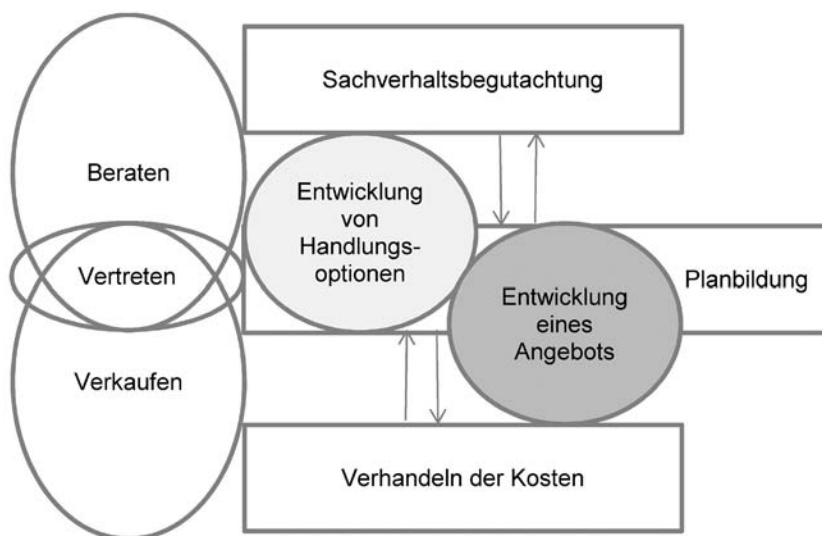 Sachverhaltsbegutachtung
Beraten
Entwicklung
von
Handlungs-
optionen
Vertreten
Planbildung
Entwicklung
eines
Angebots
Verkaufen
Verhandeln der Kosten